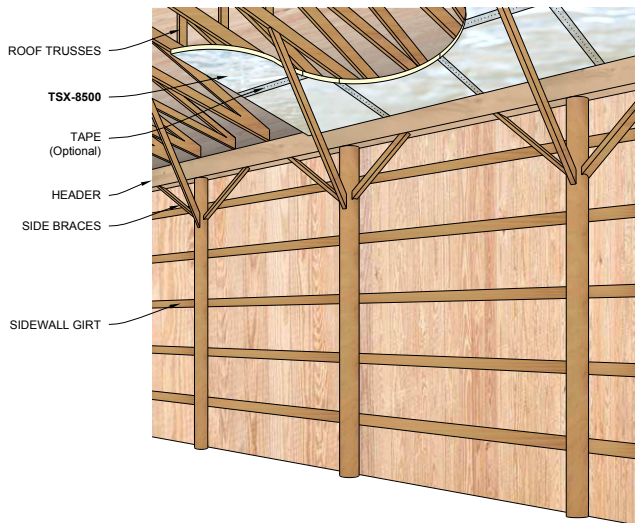 ROOF TRUSSES
TSX-8500
TAPE
(Optional)
HEADER
SIDE BRACES
SIDEWALL GIRT